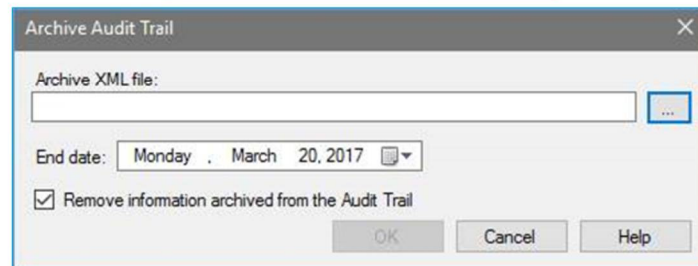 Archive Audit Trail
Archive XML file:
...
End date: Monday , March 20, 2017
Remove information archived from the Audit Trail
OK Cancel Help